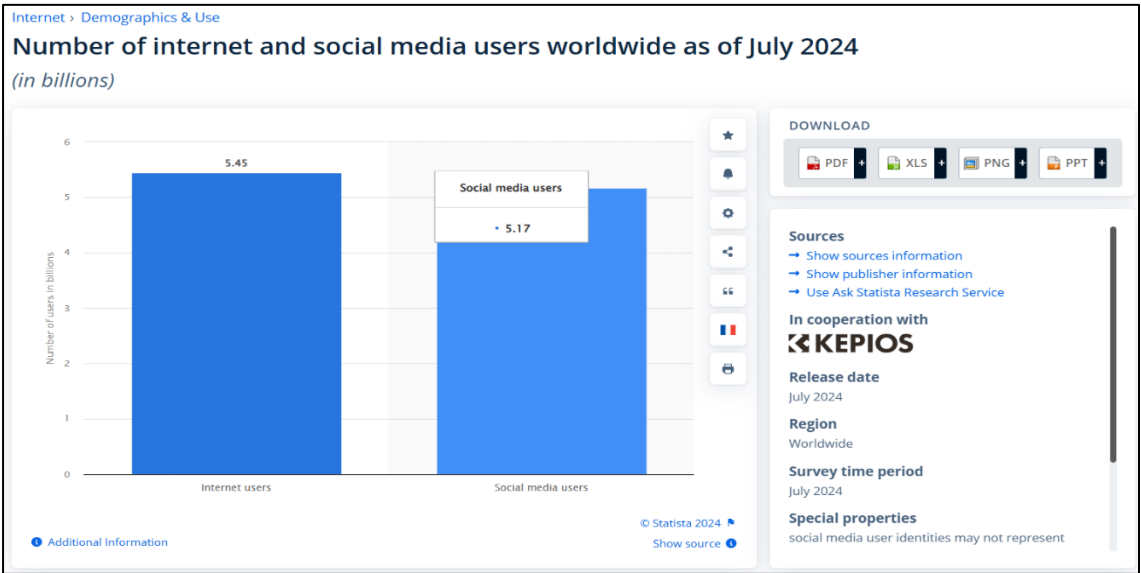 Internet › Demographics & Use
Number of internet and social media users worldwide as of July 2024
(in billions)
6
5
4
3
2
1
0
Number of users in billions
5.45
Social media users
• 5.17
Internet users
Social media users
Additional Information
© Statista 2024
Show source
DOWNLOAD
PDF +
XLS +
PNG +
PPT +
Sources
→ Show sources information
→ Show publisher information
→ Use Ask Statista Research Service
In cooperation with
KEPIOS
Release date
July 2024
Region
Worldwide
Survey time period
July 2024
Special properties
social media user identities may not represent